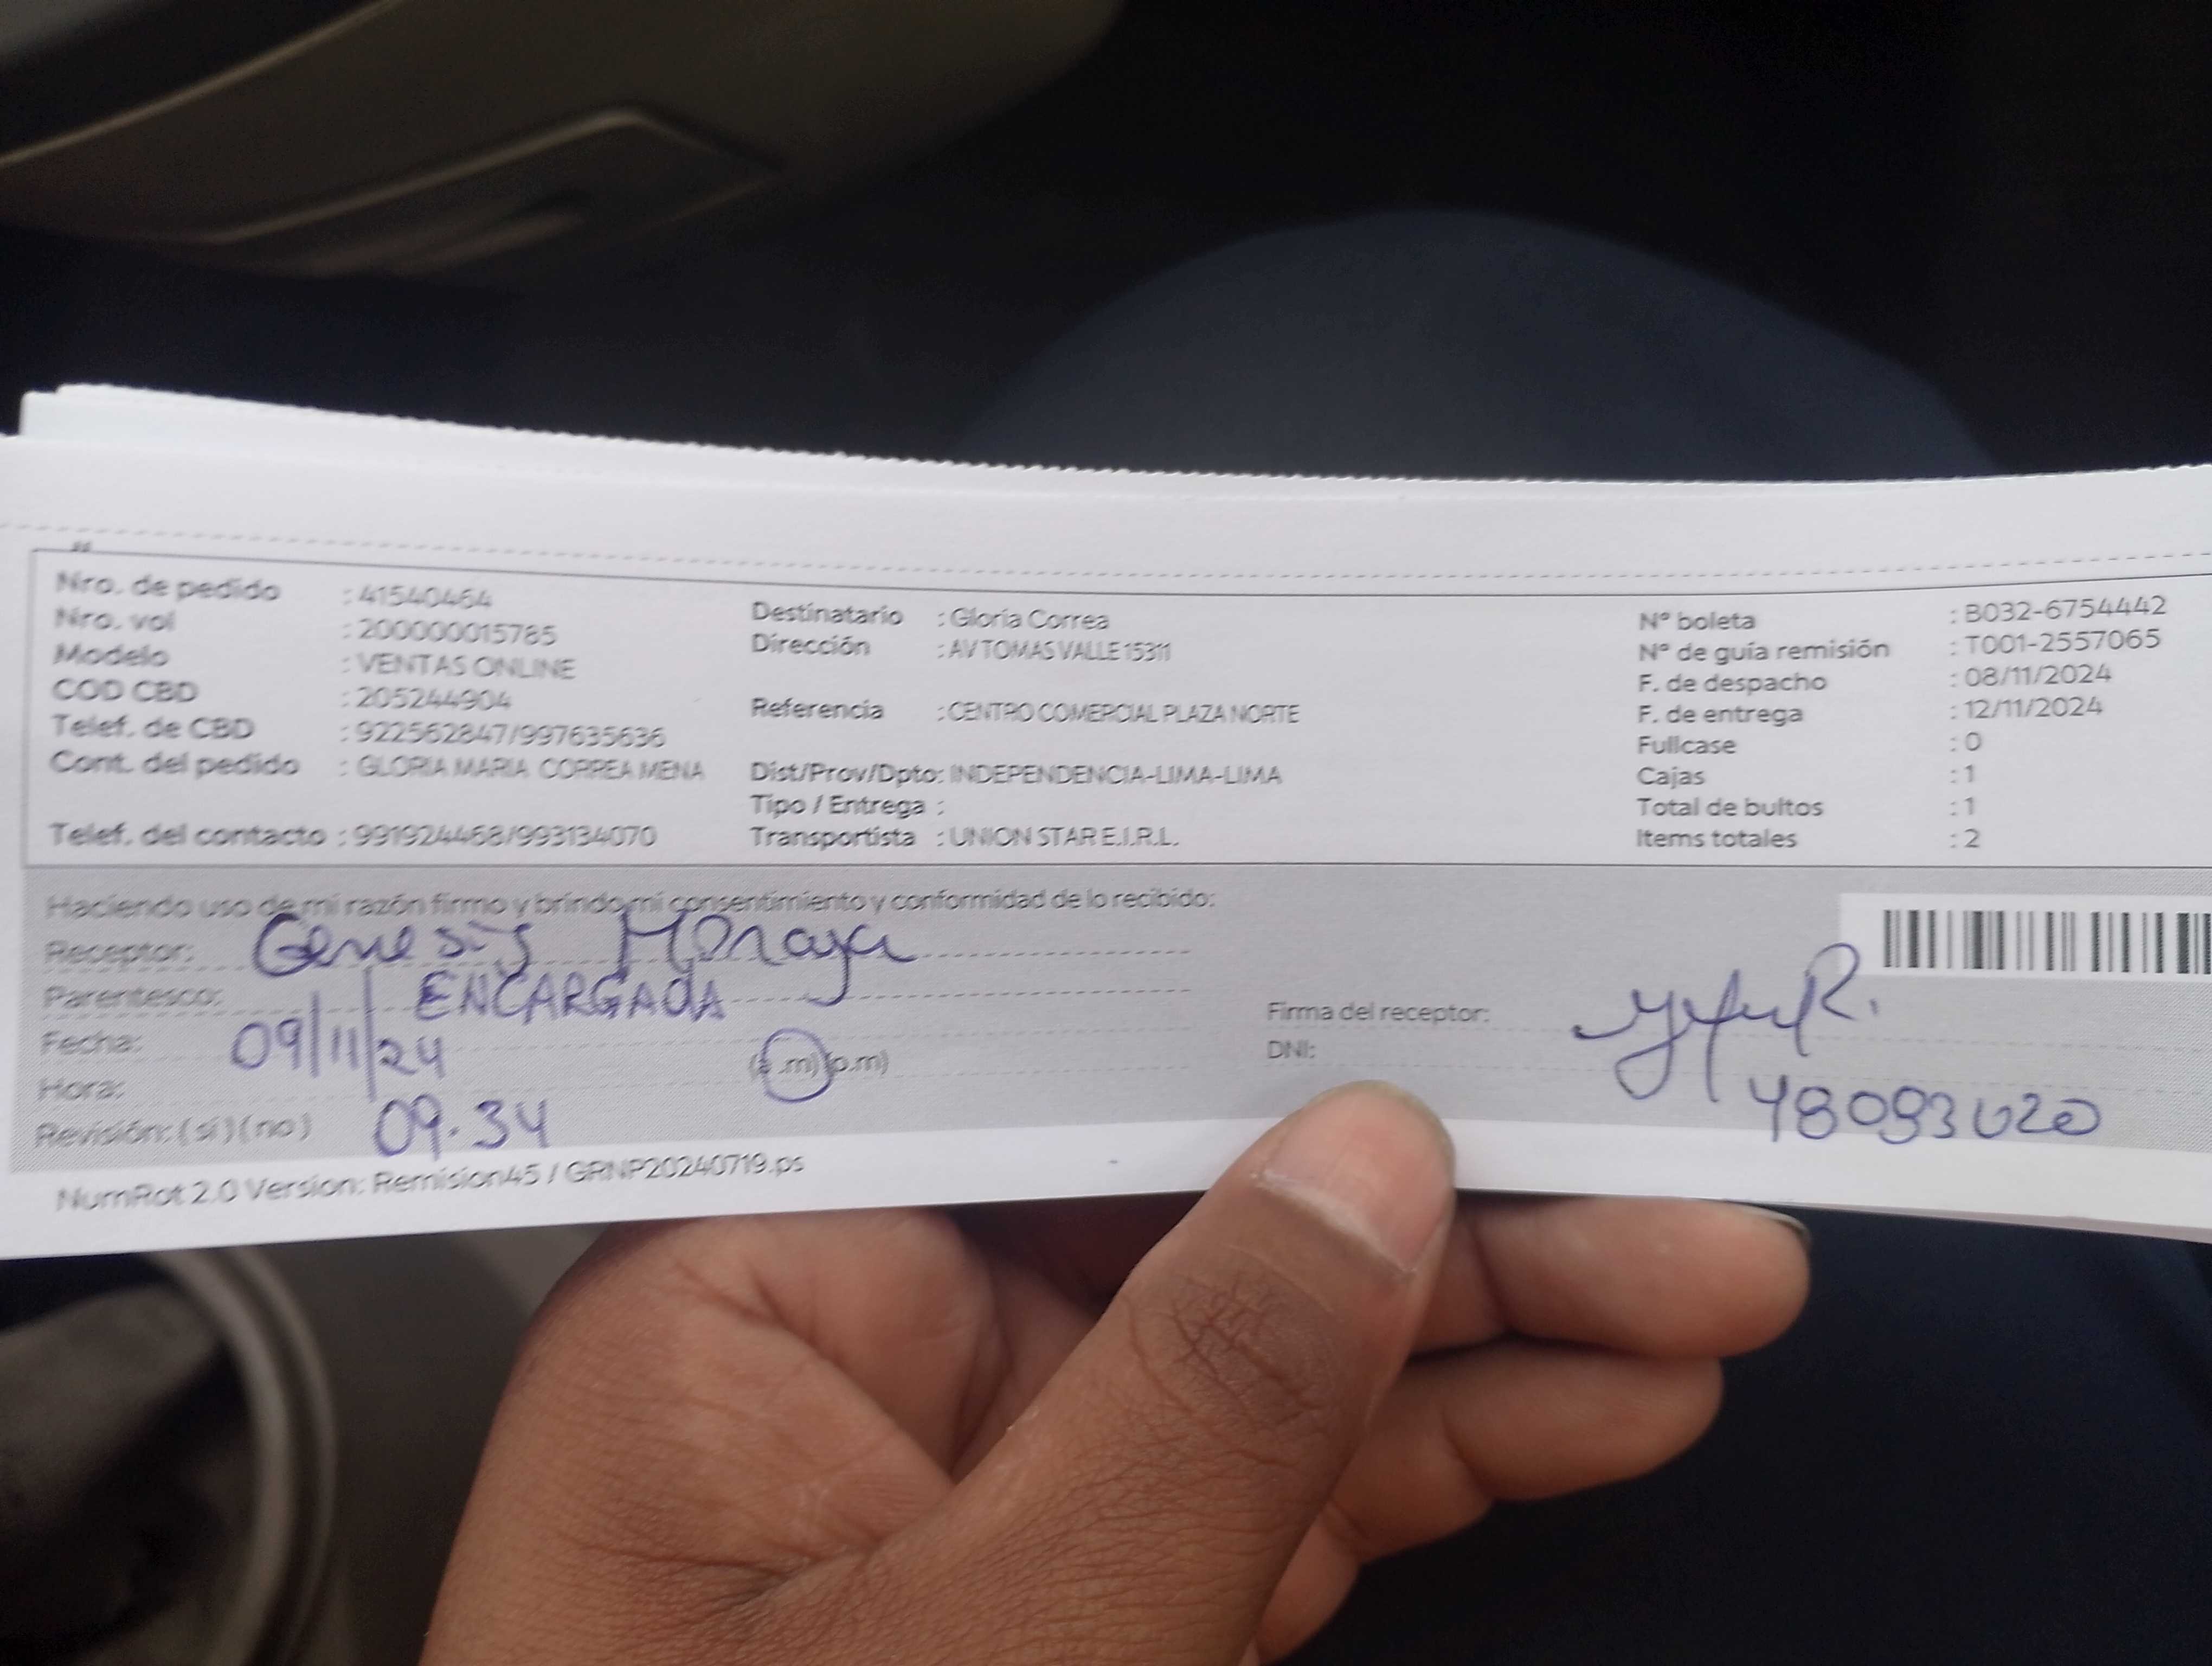 Nro. de pedido : 41540464
Nro. vol : 200000015785
Modelo : VENTAS ONLINE
COD CBD : 205244904
Telef. de CBD : 922562847/997635636
Cont. del pedido : GLORIA MARIA CORREA MENA
Telef. del contacto : 991924468/993134070
Destinatario : Gloria Correa
Dirección : AV TOMAS VALLE 15311
Referencia : CENTRO COMERCIAL PLAZA NORTE
Dist/Prov/Dpto: INDEPENDENCIA-LIMA-LIMA
Tipo / Entrega :
Transportista : UNION STAR E.I.R.L.
N° boleta : B032-6754442
N° de guía remisión : T001-2557065
F. de despacho : 08/11/2024
F. de entrega : 12/11/2024
Fullcase : 0
Cajas : 1
Total de bultos : 1
Items totales : 2
Haciendo uso de mi razón firmo y brindo mi consentimiento y conformidad de lo recibido:
Receptor: Genesis
Parentesco: ENCARGADA
Fecha: 09/11/24
Hora: 09.34 (a.m) (p.m)
Revisión: (si) (no)
Firma del receptor:
DNI:
NumRot 2.0 Version: Remision45 / GRNP20240719.ps